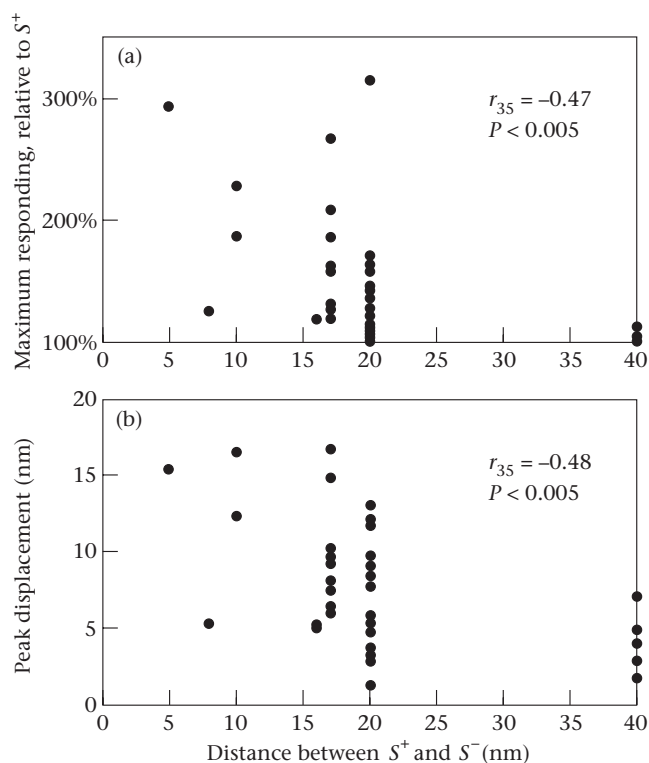 Maximum responding, relative to S⁺
(a)
300%
200%
100%
r₃₅ = –0.47
P < 0.005
0 5 10 15 20 25 30 35 40
Peak displacement (nm)
(b)
20
15
10
5
0
r₃₅ = –0.48
P < 0.005
0 5 10 15 20 25 30 35 40
Distance between S⁺ and S⁻(nm)